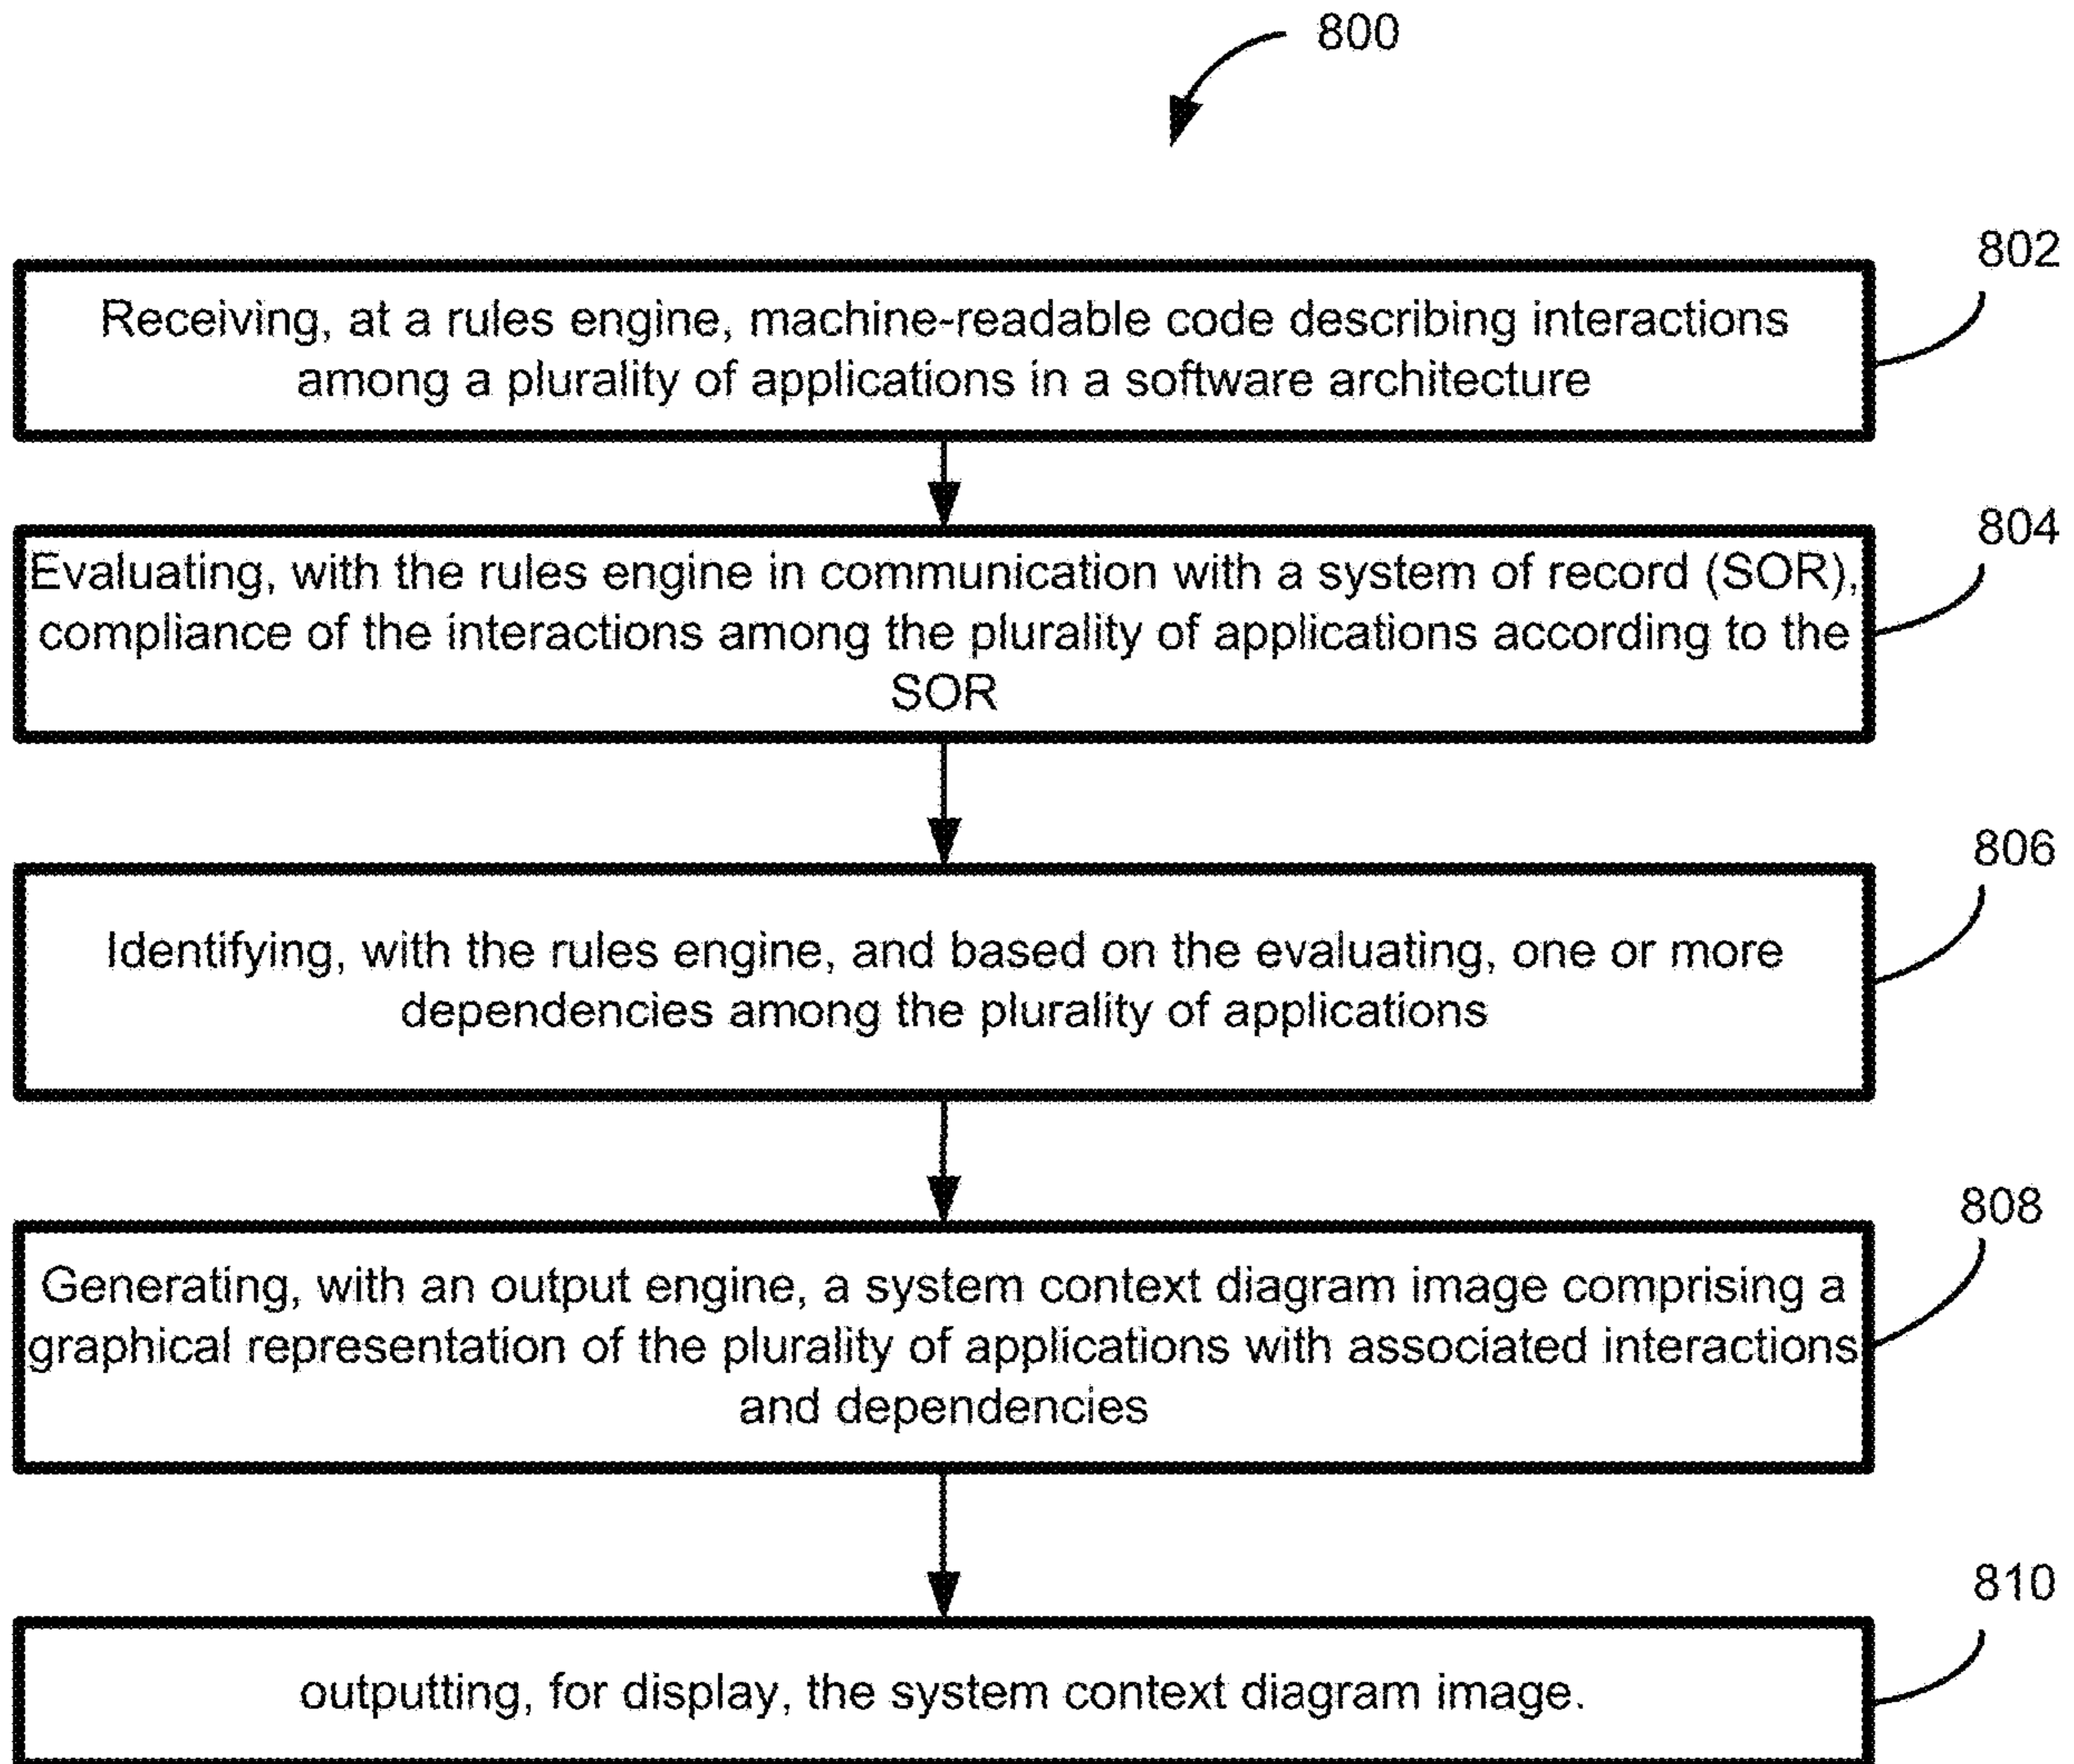 800
802
Receiving, at a rules engine, machine-readable code describing interactions
among a plurality of applications in a software architecture
804
Evaluating, with the rules engine in communication with a system of record (SOR),
compliance of the interactions among the plurality of applications according to the
SOR
806
Identifying, with the rules engine, and based on the evaluating, one or more
dependencies among the plurality of applications
808
Generating, with an output engine, a system context diagram image comprising a
graphical representation of the plurality of applications with associated interactions
and dependencies
810
outputting, for display, the system context diagram image.